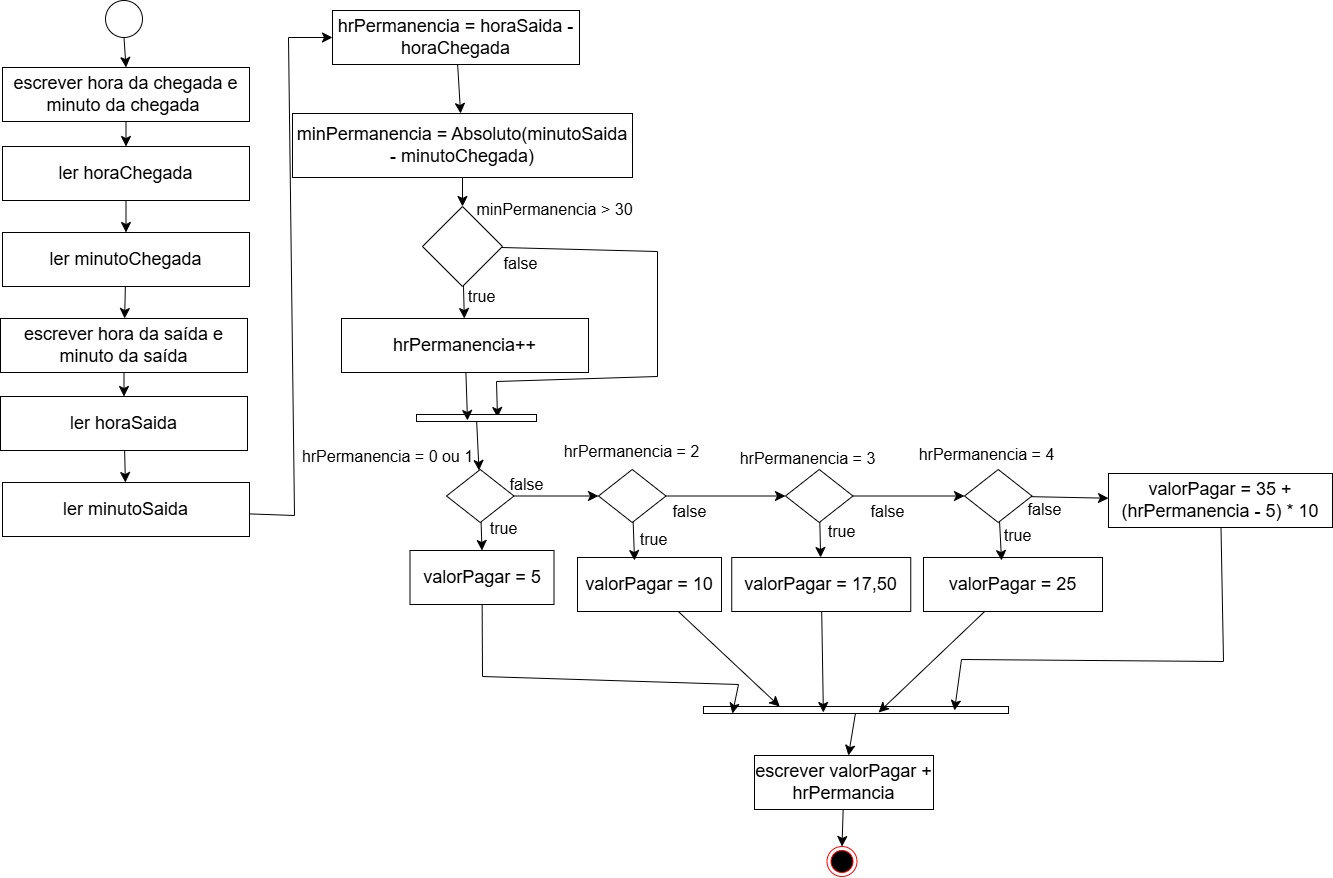 escrever hora da chegada e
minuto da chegada
ler horaChegada
ler minutoChegada
escrever hora da saída e
minuto da saída
ler horaSaida
ler minutoSaida
hrPermanencia = horaSaida -
horaChegada
minPermanencia = Absoluto(minutoSaida
- minutoChegada)
minPermanencia > 30
false
true
hrPermanencia++
hrPermanencia = 0 ou 1
false
true
valorPagar = 5
hrPermanencia = 2
false
true
valorPagar = 10
hrPermanencia = 3
false
true
valorPagar = 17,50
hrPermanencia = 4
false
true
valorPagar = 25
valorPagar = 35 +
(hrPermanencia - 5) * 10
escrever valorPagar +
hrPermancia